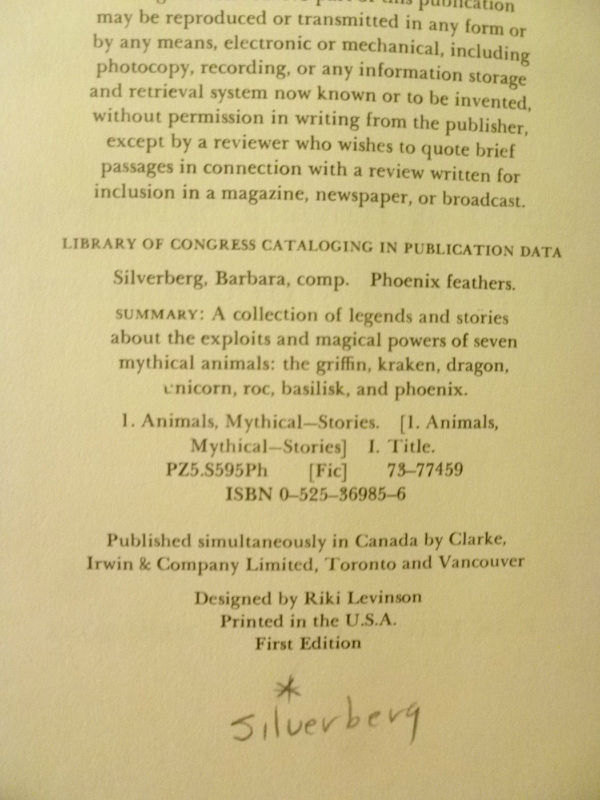 part of this publication
may be reproduced or transmitted in any form or
by any means, electronic or mechanical, including
photocopy, recording, or any information storage
and retrieval system now known or to be invented,
without permission in writing from the publisher,
except by a reviewer who wishes to quote brief
passages in connection with a review written for
inclusion in a magazine, newspaper, or broadcast.
LIBRARY OF CONGRESS CATALOGING IN PUBLICATION DATA
Silverberg, Barbara, comp. Phoenix feathers.
SUMMARY: A collection of legends and stories
about the exploits and magical powers of seven
mythical animals: the griffin, kraken, dragon,
unicorn, roc, basilisk, and phoenix.
1. Animals, Mythical—Stories. [1. Animals,
Mythical—Stories] I. Title.
PZ5.S595Ph [Fic] 73–77459
ISBN 0–525–36985–6
Published simultaneously in Canada by Clarke,
Irwin & Company Limited, Toronto and Vancouver
Designed by Riki Levinson
Printed in the U.S.A.
First Edition
*
Silverberg